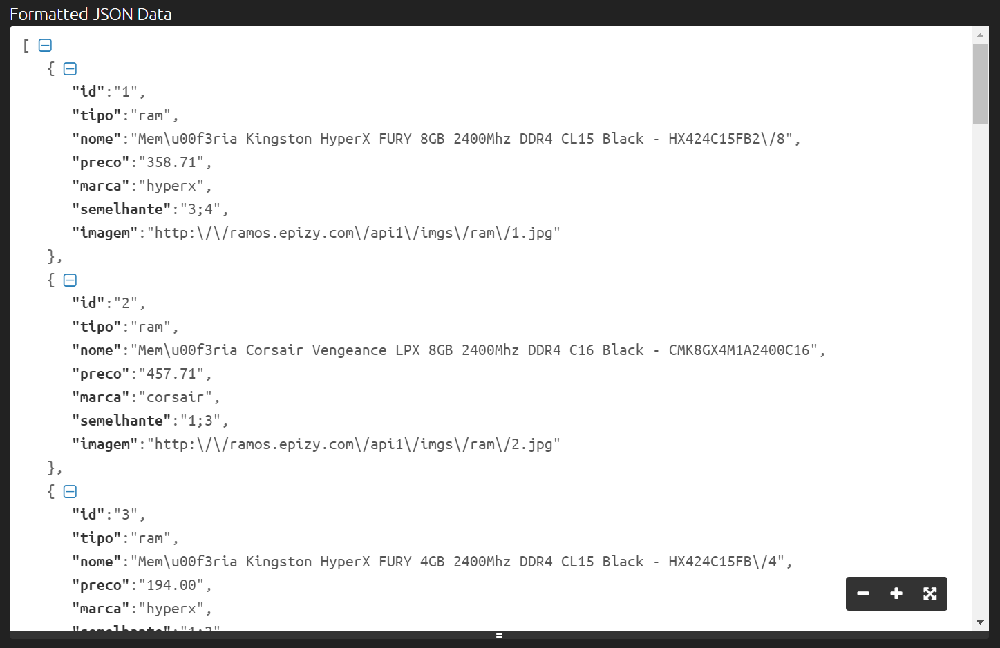 Formatted JSON Data
[
{
"id":"1",
"tipo":"ram",
"nome":"Mem\u00f3ria Kingston HyperX FURY 8GB 2400Mhz DDR4 CL15 Black - HX424C15FB2\/8",
"preco":"358.71",
"marca":"hyperx",
"semelhante":"3;4",
"imagem":"http:\/\/ramos.epizy.com\/api1\/imgs\/ram\/1.jpg"
},
{
"id":"2",
"tipo":"ram",
"nome":"Mem\u00f3ria Corsair Vengeance LPX 8GB 2400Mhz DDR4 C16 Black - CMK8GX4M1A2400C16",
"preco":"457.71",
"marca":"corsair",
"semelhante":"1;3",
"imagem":"http:\/\/ramos.epizy.com\/api1\/imgs\/ram\/2.jpg"
},
{
"id":"3",
"tipo":"ram",
"nome":"Mem\u00f3ria Kingston HyperX FURY 4GB 2400Mhz DDR4 CL15 Black - HX424C15FB\/4",
"preco":"194.00",
"marca":"hyperx",
"semelhante":